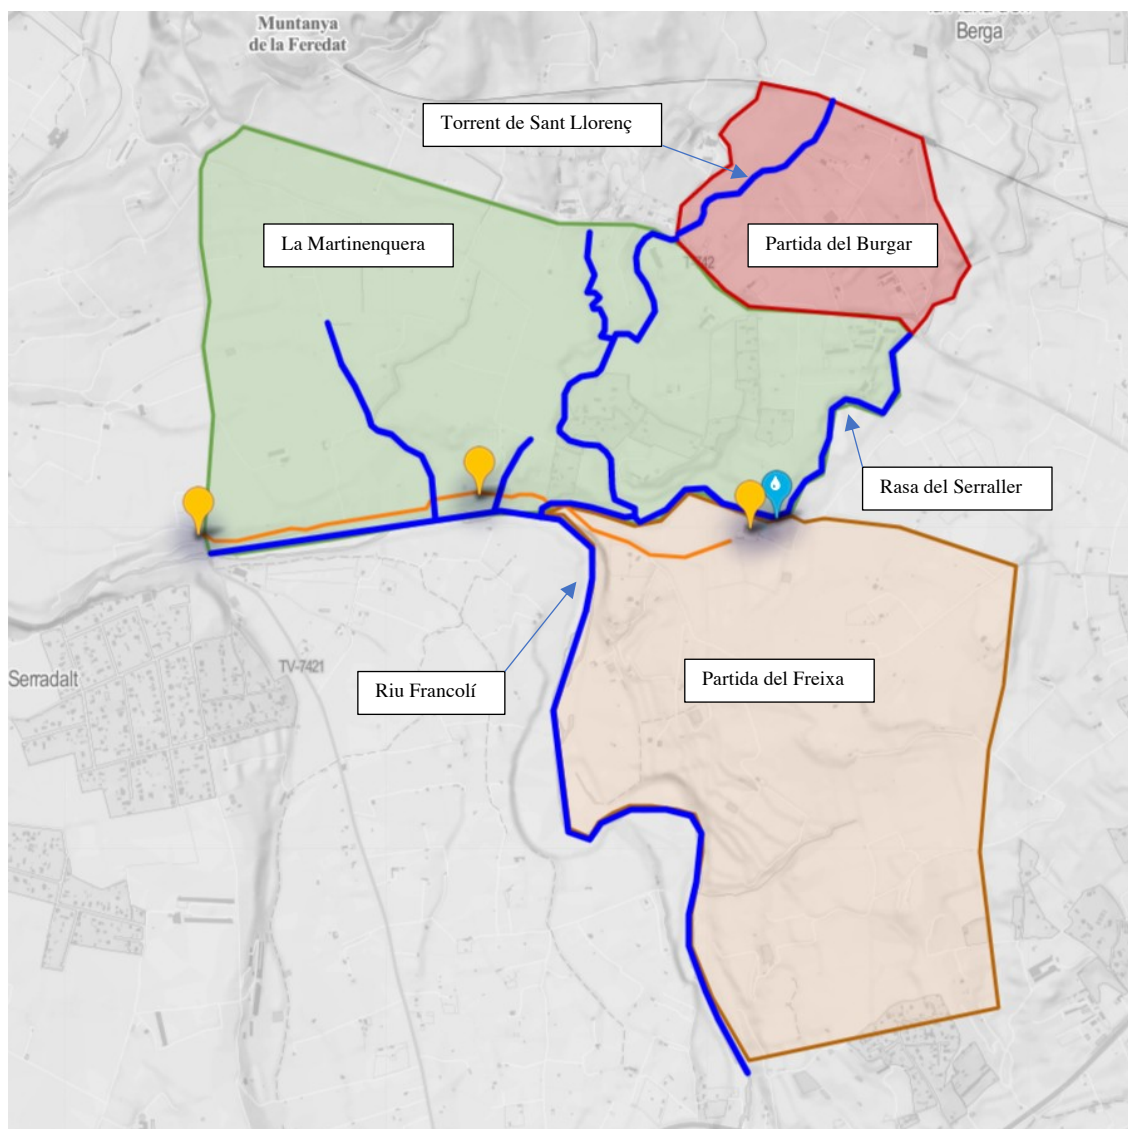 Muntanya
de la Feredat
Berga
Torrent de Sant Llorenç
La Martinenquera
Partida del Burgar
Rasa del Serraller
Serradalt
TV-7421
Riu Francolí
Partida del Freixa